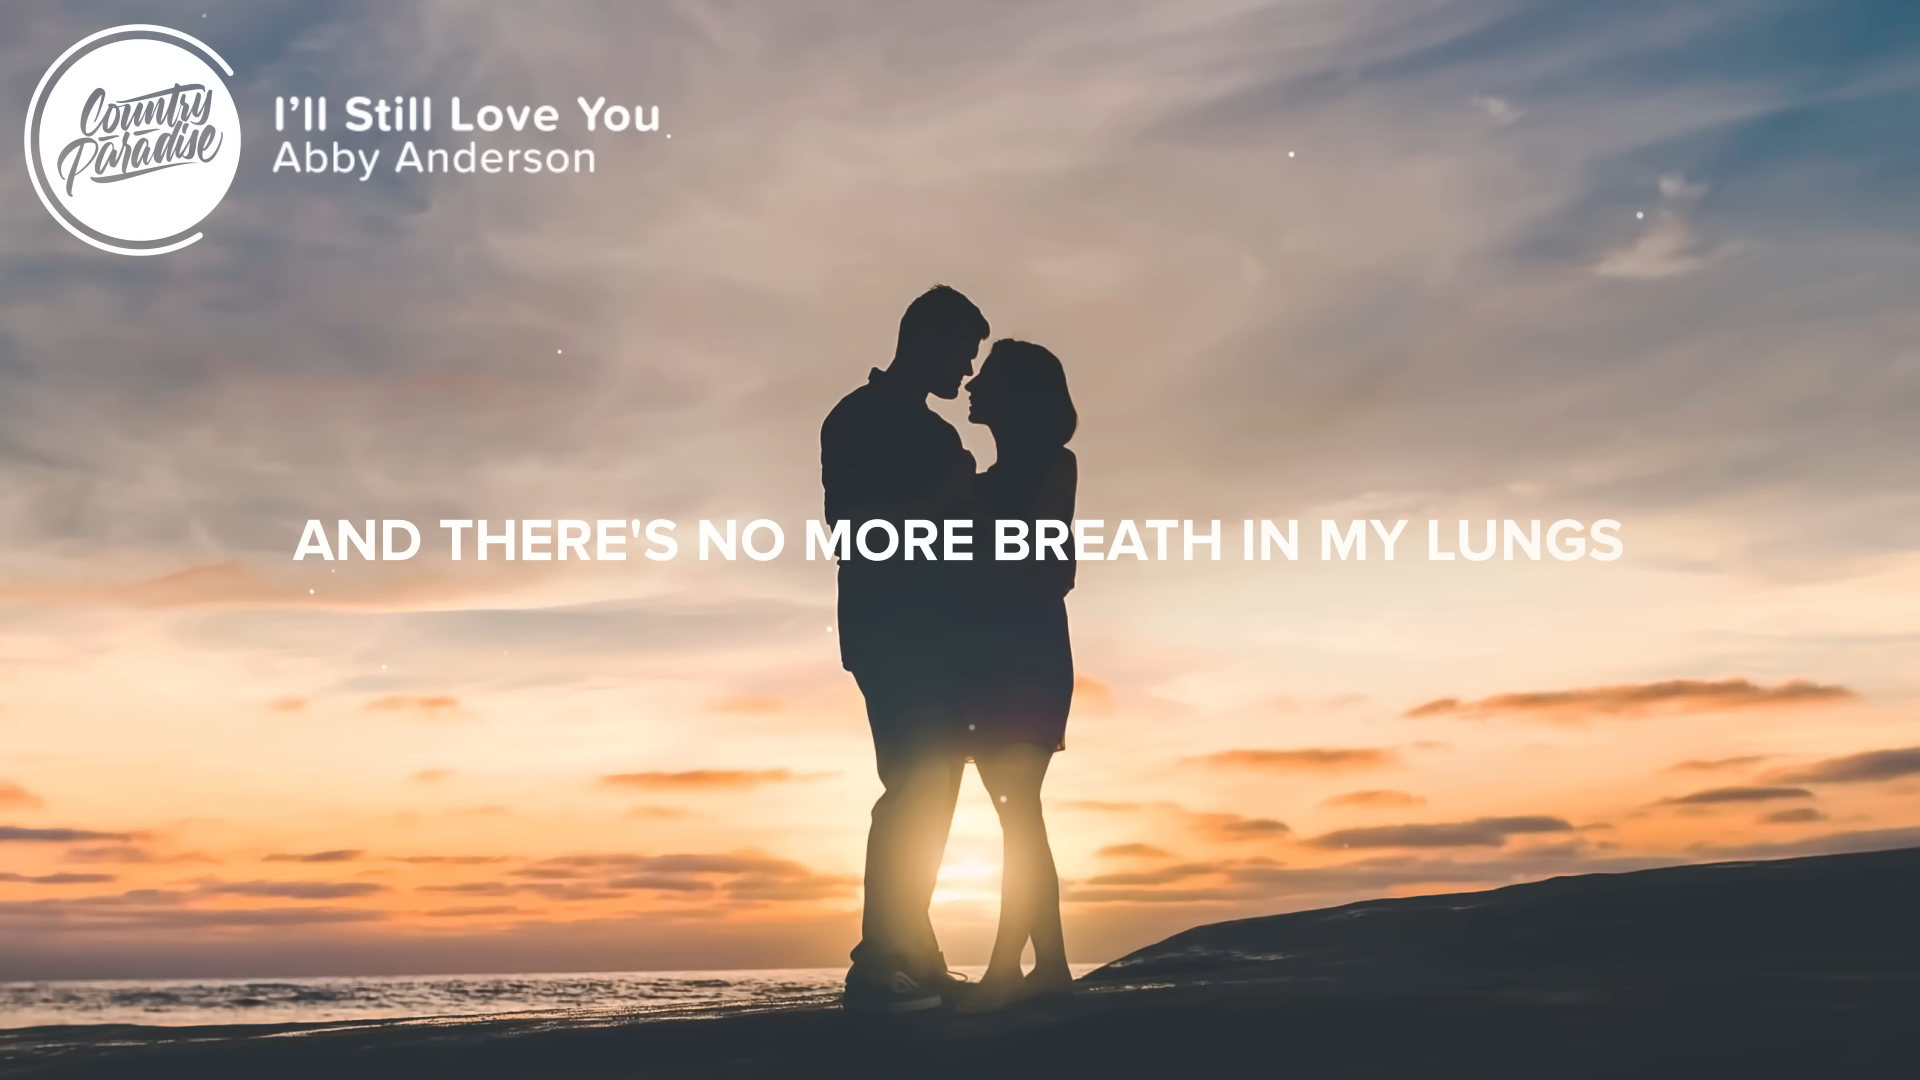 Country
Paradise
I'll Still Love You
Abby Anderson
AND THERE'S NO MORE BREATH IN MY LUNGS